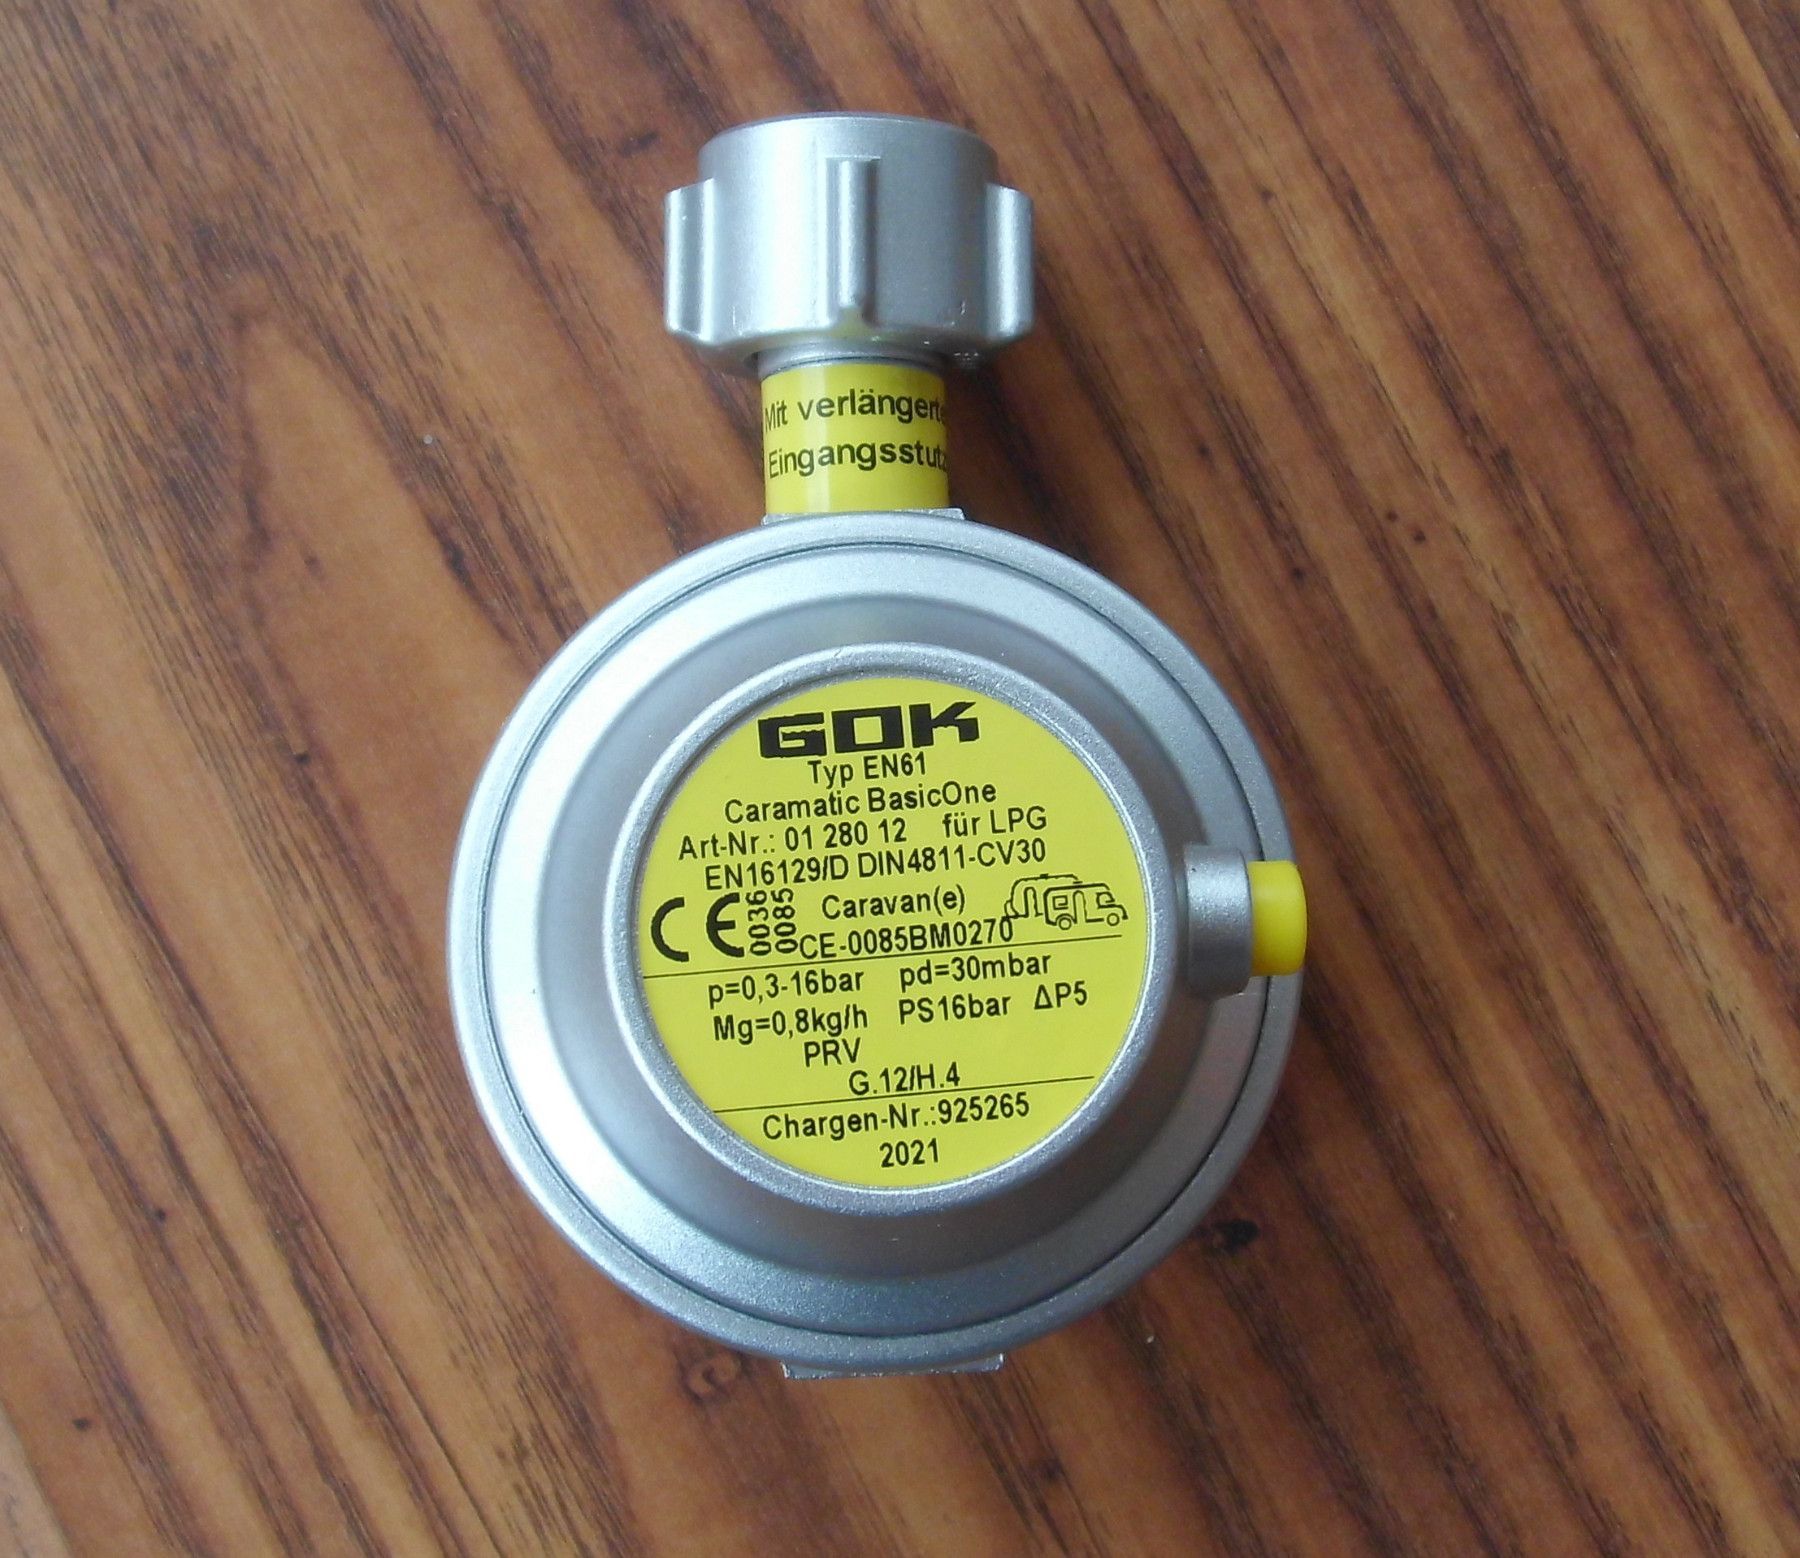 Mit verlängerte
Eingangsstutz
GOK
Typ EN61
Caramatic BasicOne
Art-Nr.: 01 280 12 für LPG
EN16129/D DIN4811-CV30
CE 0036 0085 Caravan(e)
CE-0085BM0270
p=0,3-16bar pd=30mbar
Mg=0,8kg/h PS16bar ΔP5
PRV
G.12/H.4
Chargen-Nr.:925265
2021